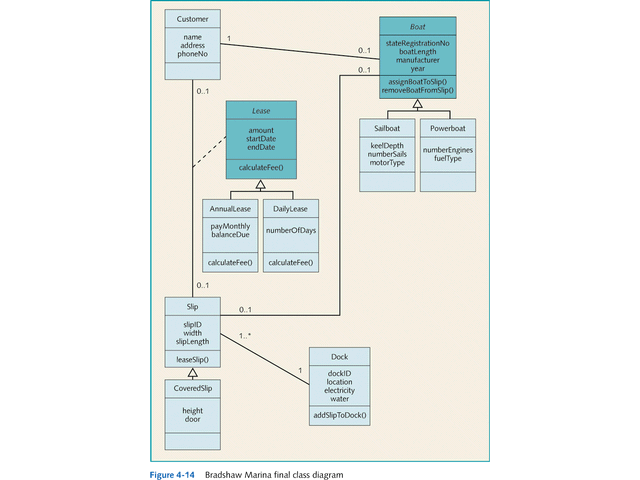 Customer
name
address
phoneNo
1
0..1
Boat
stateRegistrationNo
boatLength
manufacturer
year
assignBoatToSlip()
removeBoatFromSlip()
0..1
0..1
Lease
amount
startDate
endDate
calculateFee()
Sailboat
keelDepth
numberSails
motorType
Powerboat
numberEngines
fuelType
AnnualLease
payMonthly
balanceDue
calculateFee()
DailyLease
numberOfDays
calculateFee()
0..1
Slip
slipID
width
slipLength
leaseSlip()
0..1
1..*
1
Dock
dockID
location
electricity
water
addSlipToDock()
CoveredSlip
height
door
Figure 4-14 Bradshaw Marina final class diagram